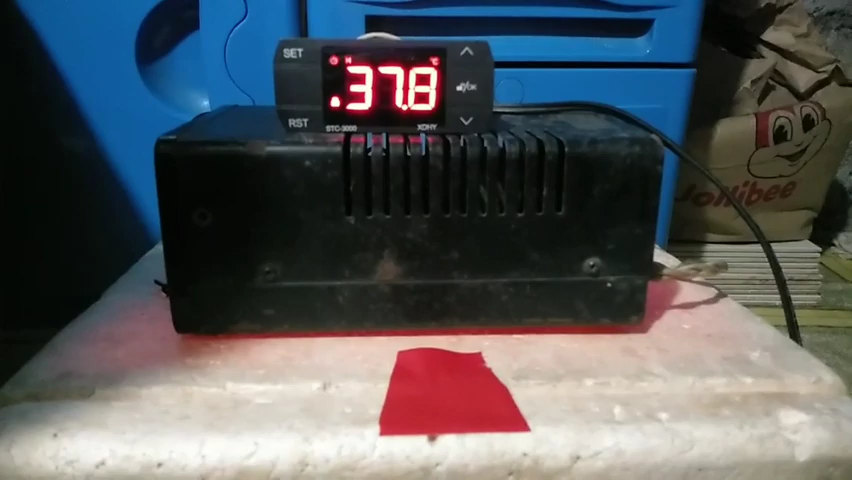 SET
H
°C
.37.8
RST
STC-3000
XDHY
Jollibee